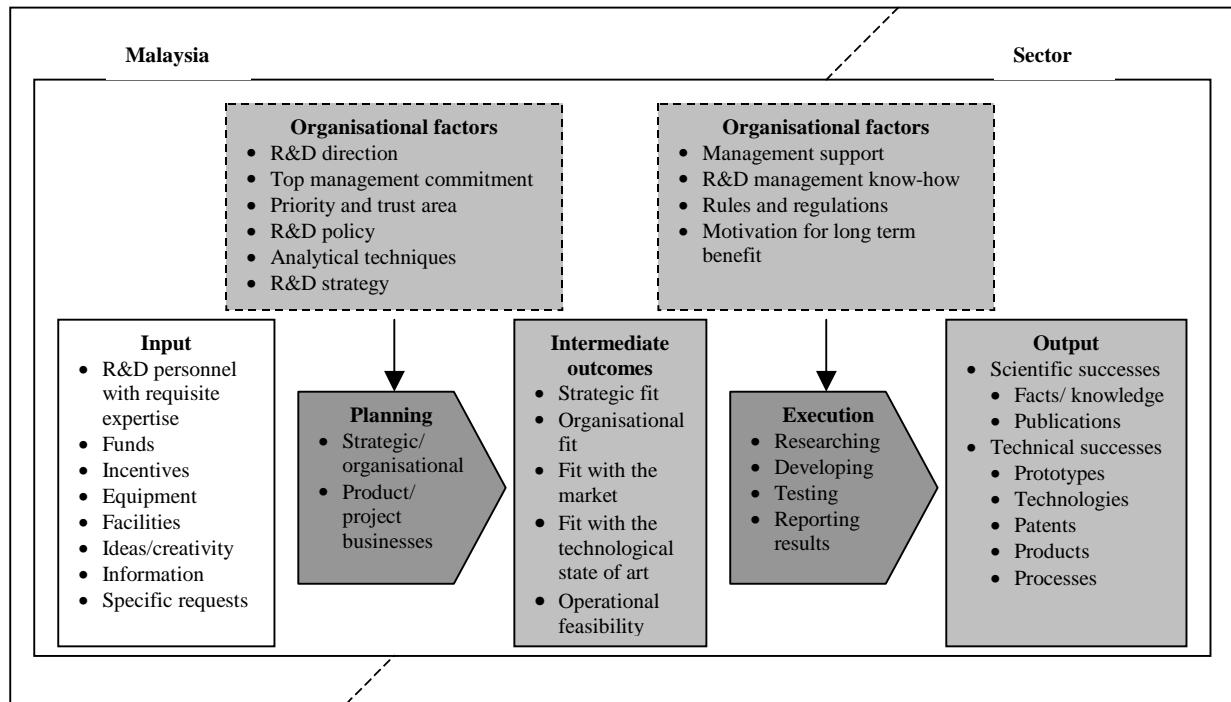 Malaysia
Sector
Organisational factors
• R&D direction
• Top management commitment
• Priority and trust area
• R&D policy
• Analytical techniques
• R&D strategy
Organisational factors
• Management support
• R&D management know-how
• Rules and regulations
• Motivation for long term
benefit
Input
• R&D personnel
with requisite
expertise
• Funds
• Incentives
• Equipment
• Facilities
• Ideas/creativity
• Information
• Specific requests
Planning
• Strategic/
organisational
• Product/
project
businesses
Intermediate
outcomes
• Strategic fit
• Organisational
fit
• Fit with the
market
• Fit with the
technological
state of art
• Operational
feasibility
Execution
• Researching
• Developing
• Testing
• Reporting
results
Output
• Scientific successes
• Facts/ knowledge
• Publications
• Technical successes
• Prototypes
• Technologies
• Patents
• Products
• Processes